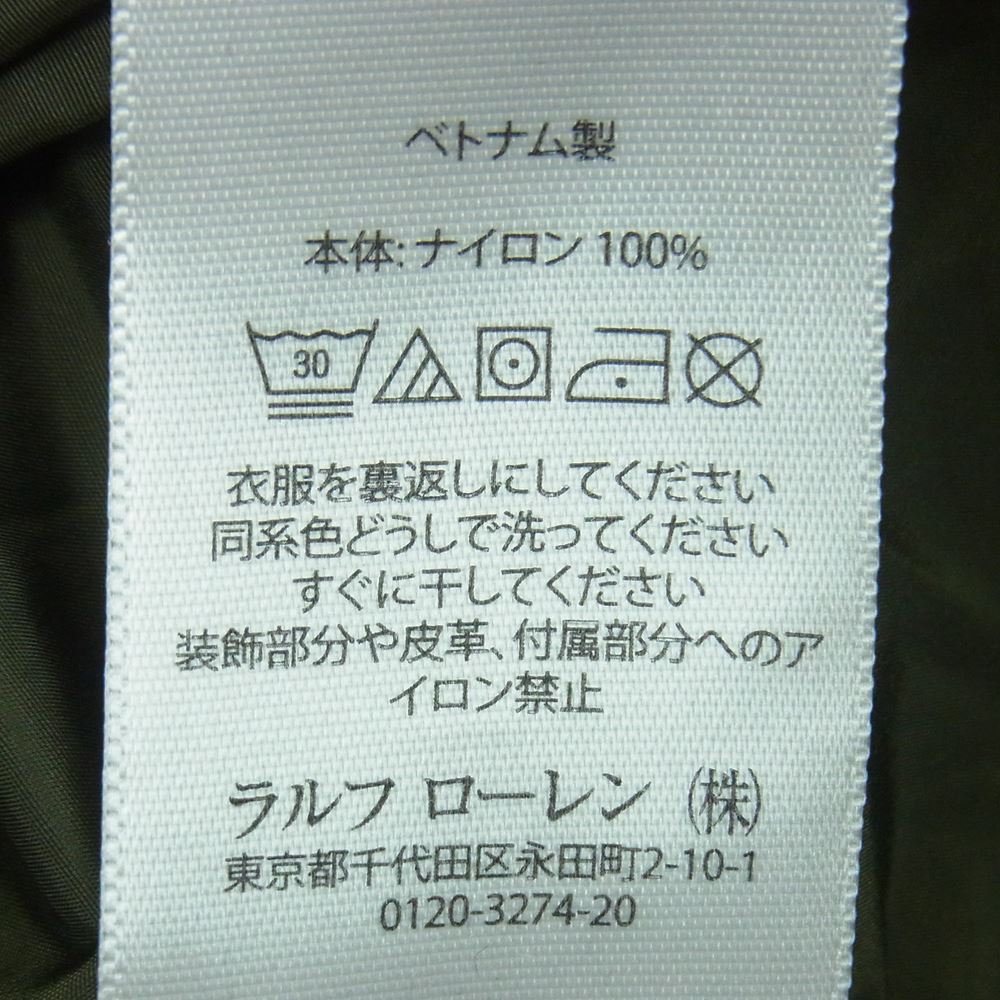 ベトナム製
本体: ナイロン 100%
30
衣服を裏返しにしてください
同系色どうしで洗ってください
すぐに干してください
装飾部分や皮革、付属部分へのア
イロン禁止
ラルフ ローレン ㈱
東京都千代田区永田町2-10-1
0120-3274-20